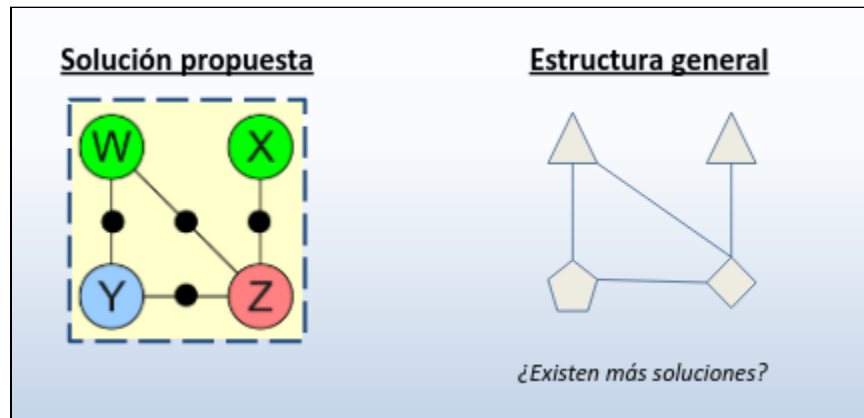 Solución propuesta
Estructura general
W X
Y Z
¿Existen más soluciones?